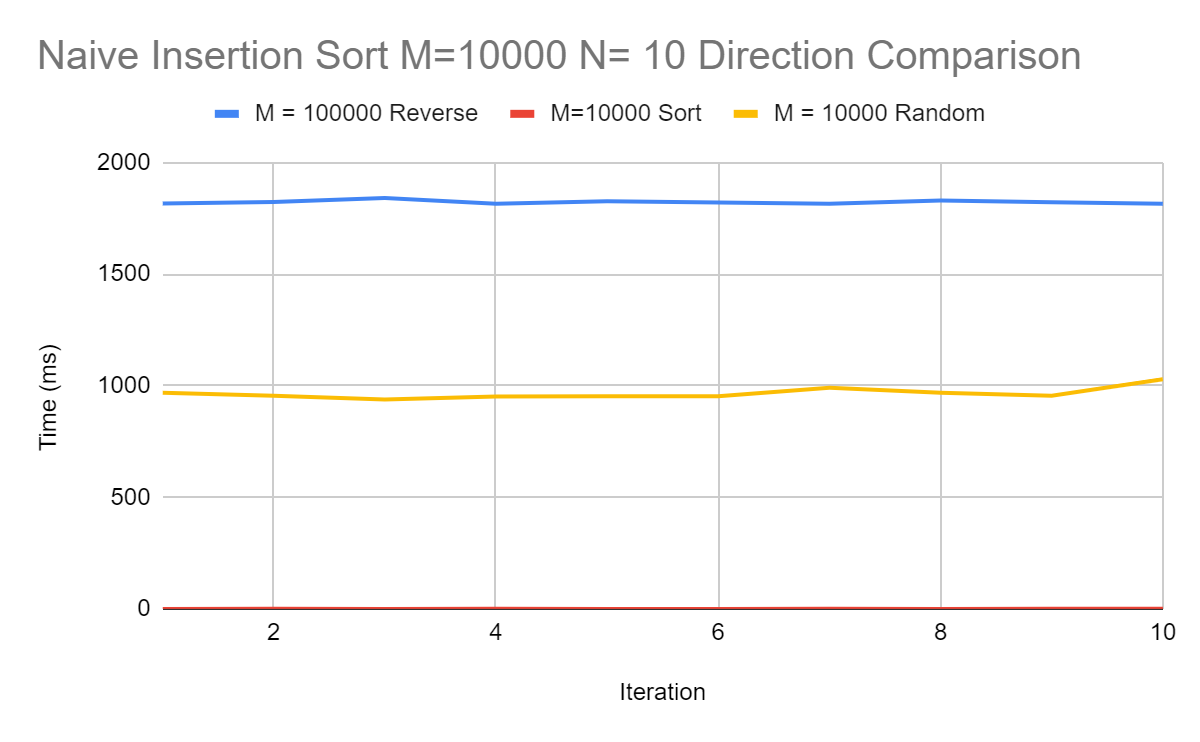 Naive Insertion Sort M=10000 N= 10 Direction Comparison
M = 100000 Reverse
M=10000 Sort
M = 10000 Random
2000
1500
1000
500
0
Time (ms)
2
4
6
8
10
Iteration